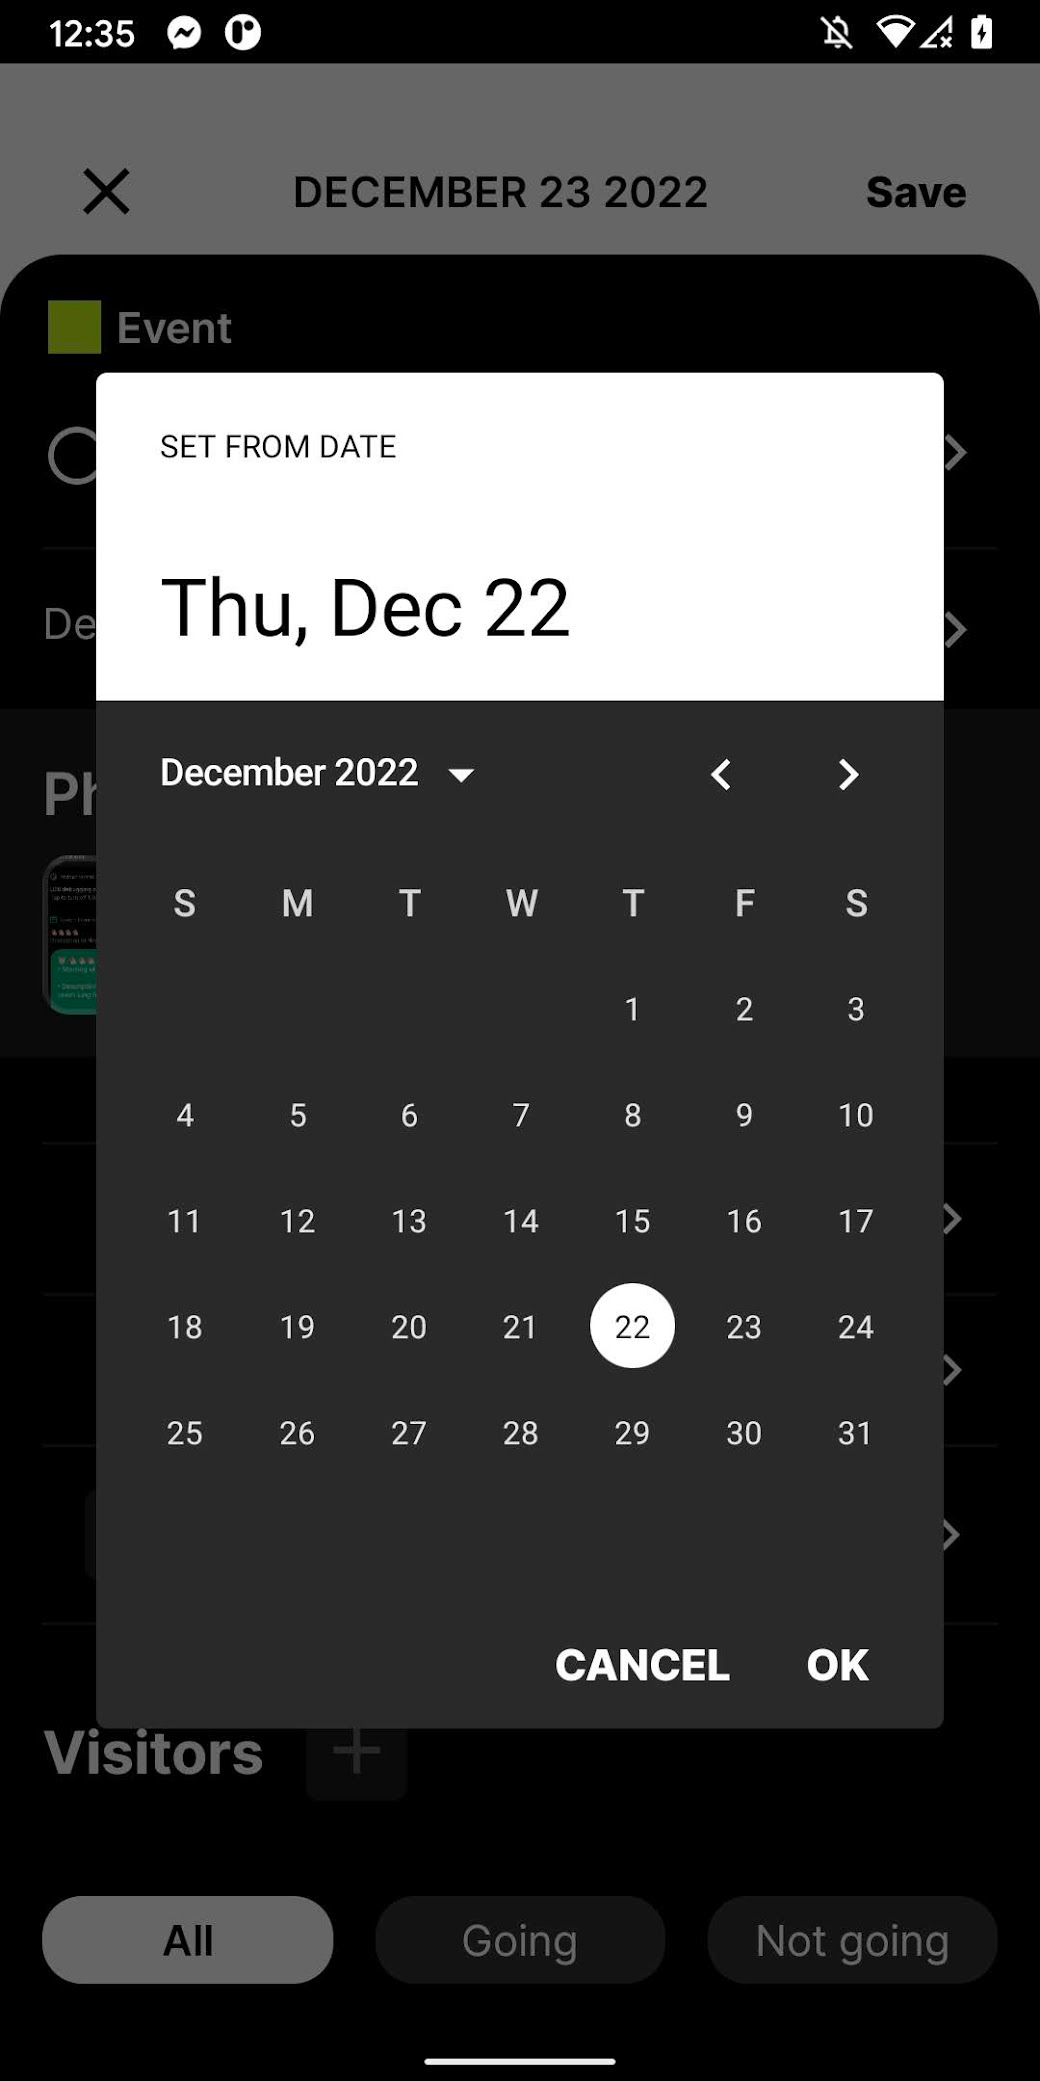 12:35
DECEMBER 23 2022 Save
Event
SET FROM DATE
Thu, Dec 22
De
December 2022
Ph
S M T W T F S
1 2 3
4 5 6 7 8 9 10
11 12 13 14 15 16 17
18 19 20 21 22 23 24
25 26 27 28 29 30 31
CANCEL OK
Visitors
All Going Not going